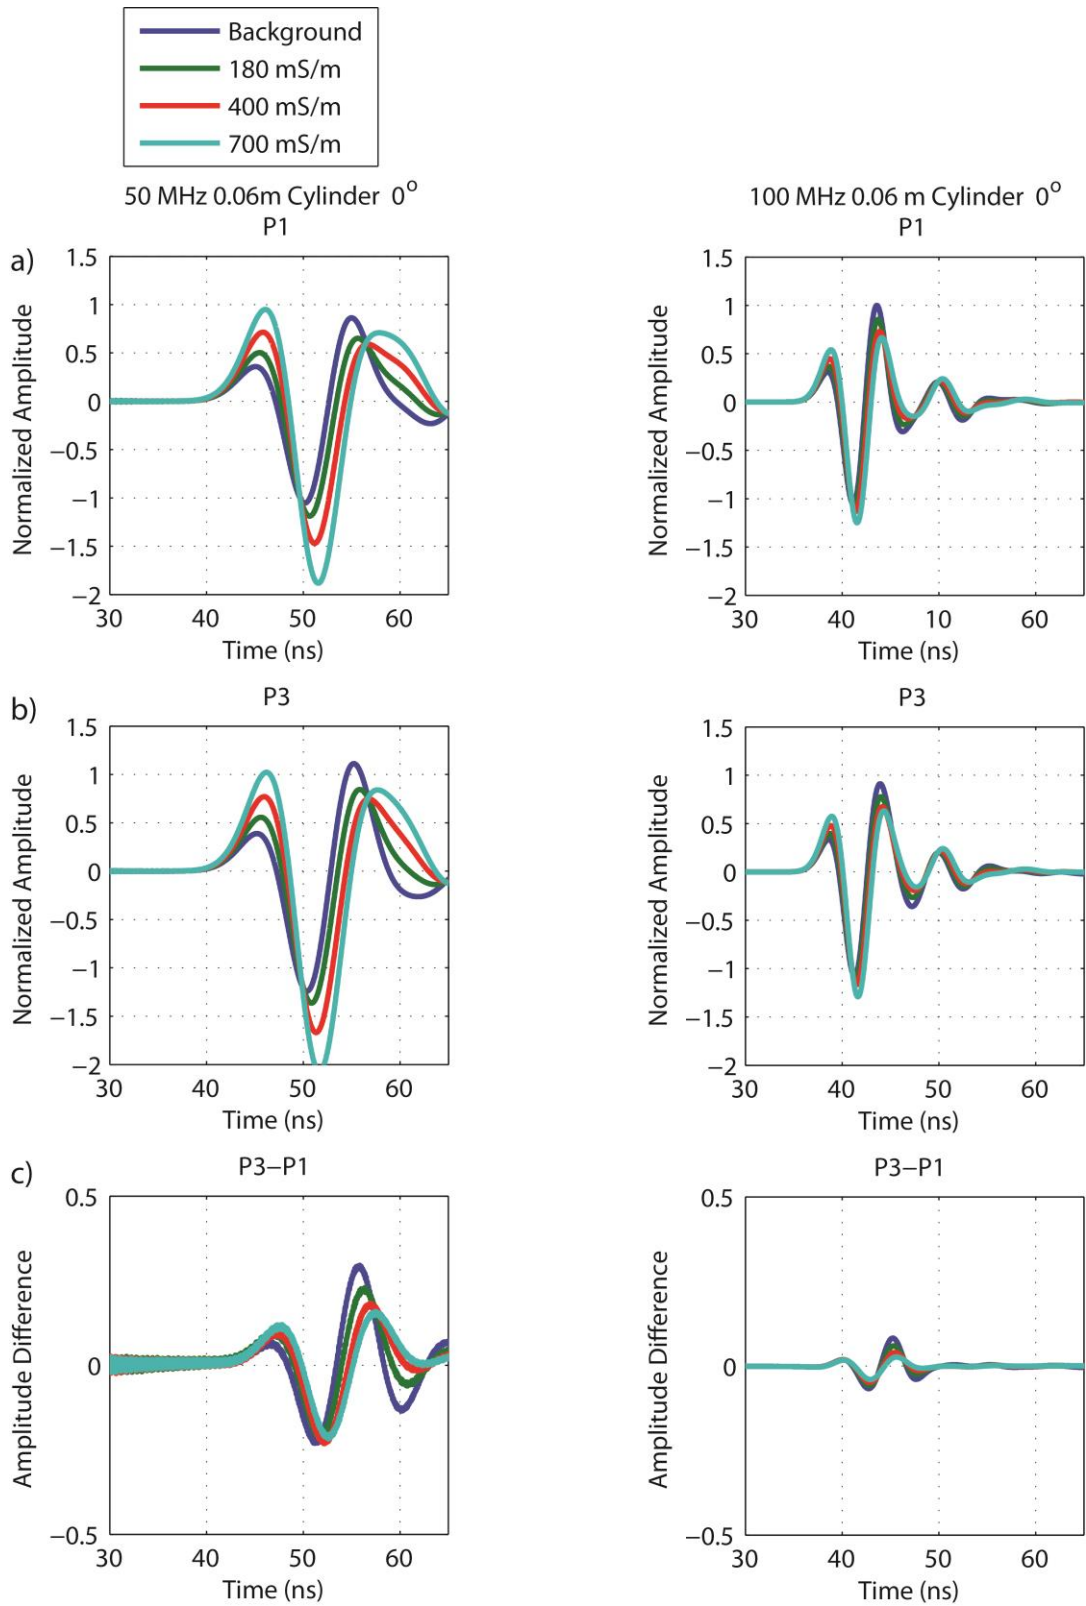 Background
180 mS/m
400 mS/m
700 mS/m
50 MHz 0.06m Cylinder 0°
P1
100 MHz 0.06 m Cylinder 0°
P1
a)
1.5
1
0.5
0
−0.5
−1
−1.5
−2
Normalized Amplitude
30 40 50 60
Time (ns)
1.5
1
0.5
0
−0.5
−1
−1.5
−2
Normalized Amplitude
30 40 10 60
Time (ns)
b)
P3
1.5
1
0.5
0
−0.5
−1
−1.5
−2
Normalized Amplitude
30 40 50 60
Time (ns)
P3
1.5
1
0.5
0
−0.5
−1
−1.5
−2
Normalized Amplitude
30 40 50 60
Time (ns)
c)
P3−P1
0.5
0
−0.5
Amplitude Difference
30 40 50 60
Time (ns)
P3−P1
0.5
0
−0.5
Amplitude Difference
30 40 50 60
Time (ns)